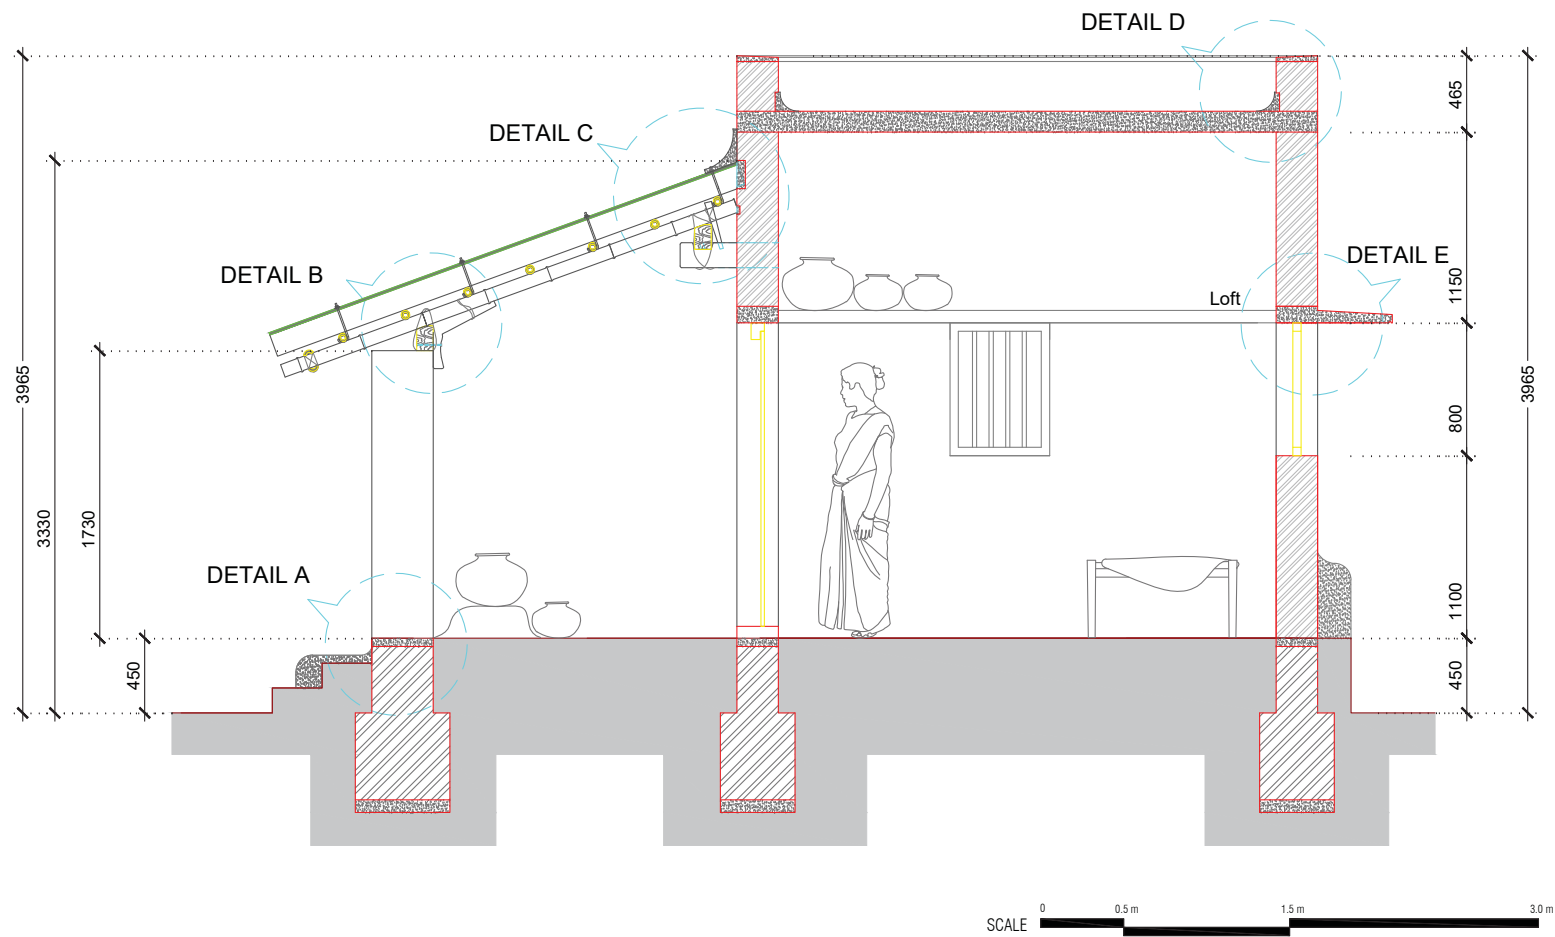 DETAIL D
DETAIL C
DETAIL E
DETAIL B
DETAIL A
Loft
3965
3330
1730
450
465
1150
800
1100
450
3965
SCALE
0 0.5 m 1.5 m 3.0 m